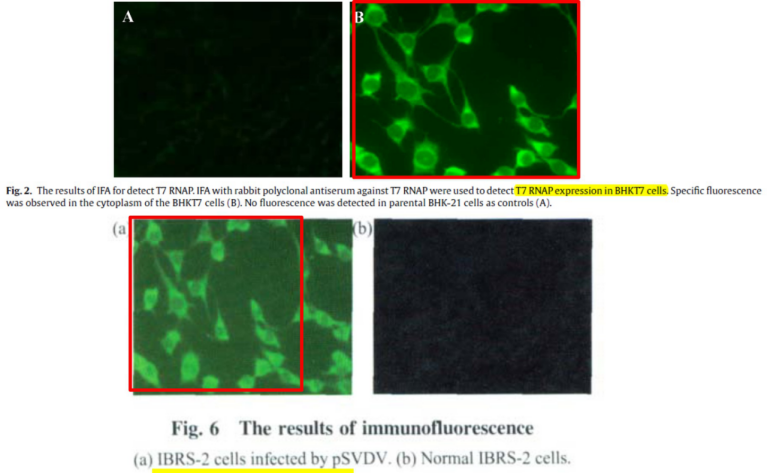 A
B
Fig. 2. The results of IFA for detect T7 RNAP. IFA with rabbit polyclonal antiserum against T7 RNAP were used to detect T7 RNAP expression in BHKT7 cells. Specific fluorescence
was observed in the cytoplasm of the BHKT7 cells (B). No fluorescence was detected in parental BHK-21 cells as controls (A).
(a)
(b)
Fig. 6 The results of immunofluorescence
(a) IBRS-2 cells infected by pSVDV. (b) Normal IBRS-2 cells.